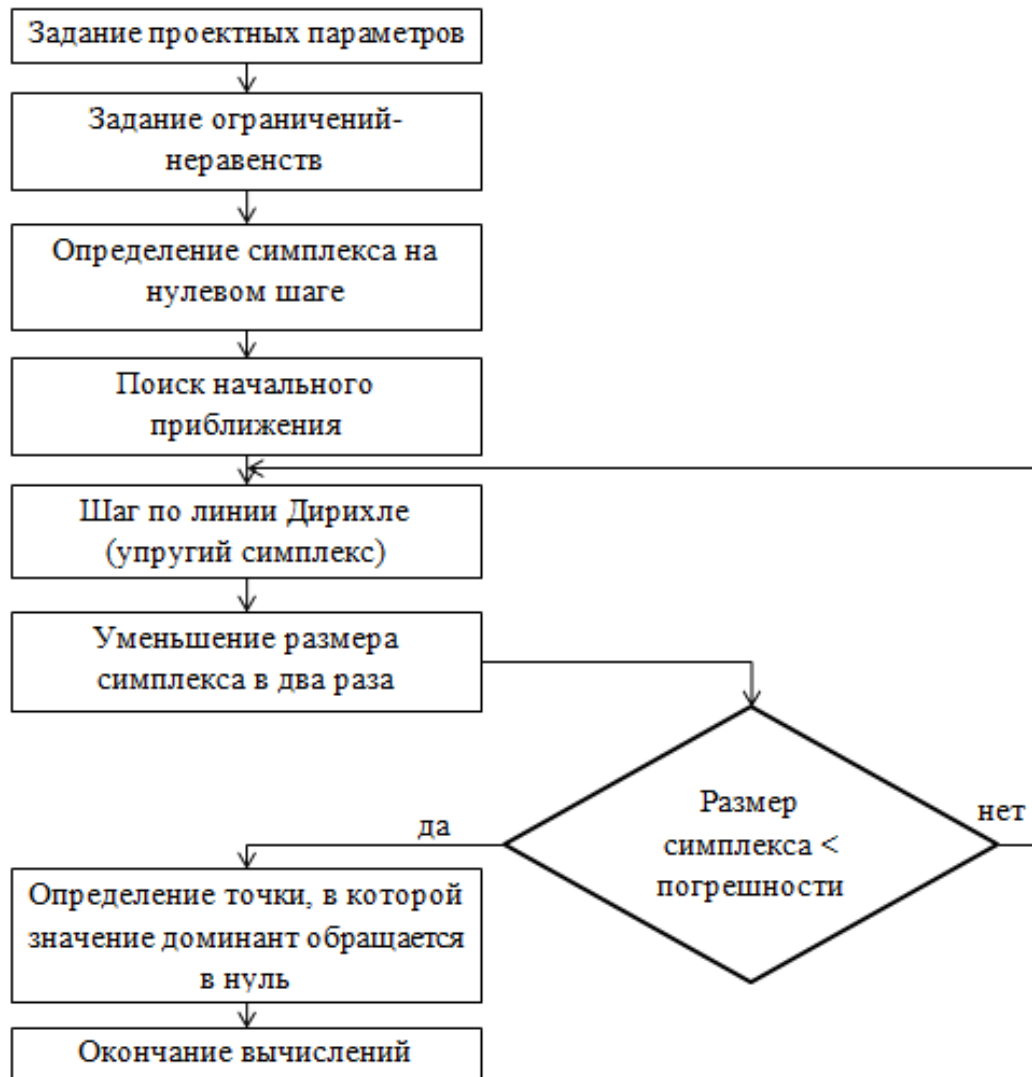 Задание проектных параметров
Задание ограничений-
неравенств
Определение симплекса на
нулевом шаге
Поиск начального
приближения
Шаг по линии Дирихле
(упругий симплекс)
Уменьшение размера
симплекса в два раза
Размер
симплекса <
погрешности
нет
да
Определение точки, в которой
значение доминант обращается
в нуль
Окончание вычислений